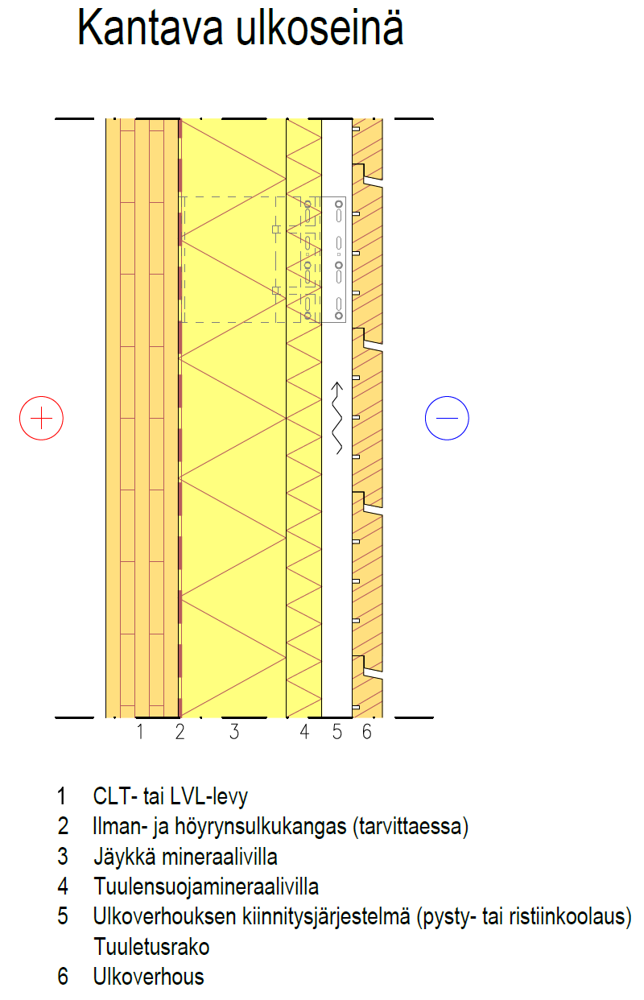 Kantava ulkoseinä
+ −
1 2 3 4 5 6
1 CLT- tai LVL-levy
2 Ilman- ja höyrynsulkukangas (tarvittaessa)
3 Jäykkä mineraalivilla
4 Tuulensuojamineraalivilla
5 Ulkoverhouksen kiinnitysjärjestelmä (pysty- tai ristiinkoolaus)
Tuuletusrako
6 Ulkoverhous